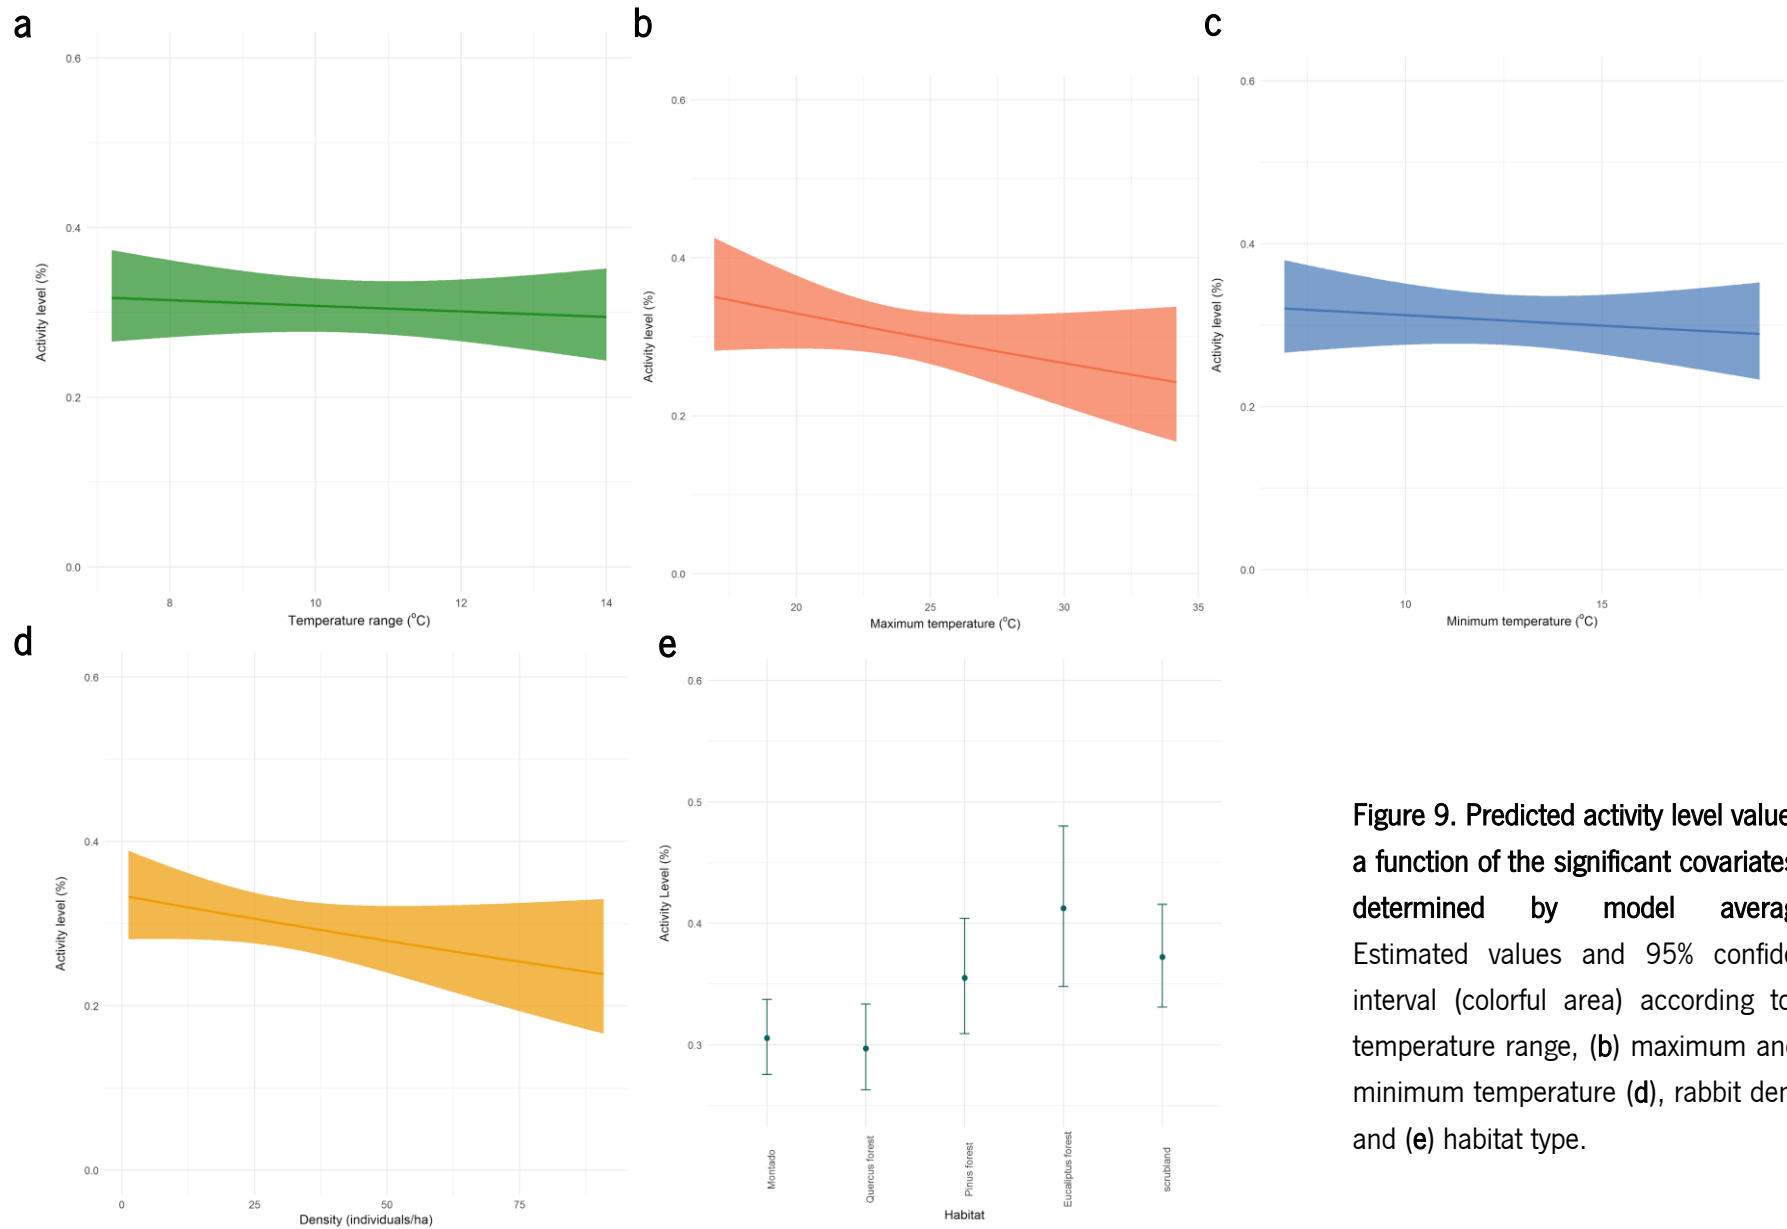 a
0.6
0.4
0.2
0.0
Activity level (%)
8 10 12 14
Temperature range (°C)
b
0.6
0.4
0.2
0.0
Activity level (%)
20 25 30 35
Maximum temperature (°C)
c
0.6
0.4
0.2
0.0
Activity level (%)
10 15
Minimum temperature (°C)
d
0.6
0.4
0.2
0.0
Activity level (%)
0 25 50 75
Density (individuals/ha)
e
0.6
0.5
0.4
0.3
Activity Level (%)
Montado
Quercus forest
Pinus forest
Eucaliptus forest
scrubland
Habitat
Figure 9. Predicted activity level value
a function of the significant covariates
determined by model averag
Estimated values and 95% confide
interval (colorful area) according to
temperature range, (b) maximum and
minimum temperature (d), rabbit den
and (e) habitat type.